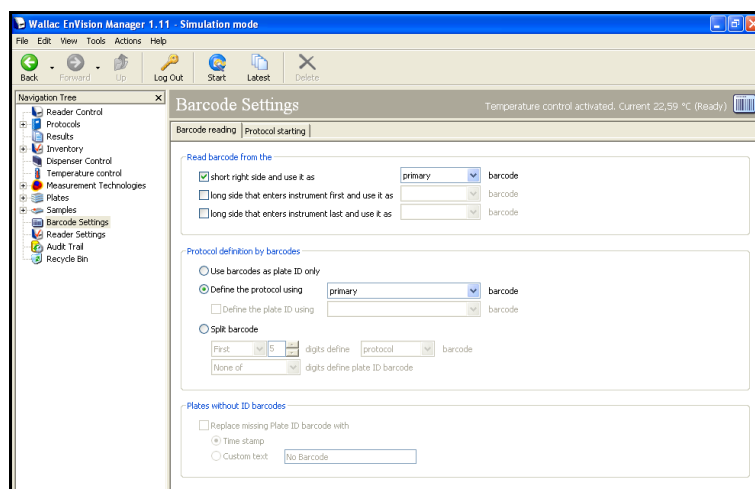 Wallac EnVision Manager 1.11 - Simulation mode
File Edit View Tools Actions Help
Back Forward Up Log Out Start Latest Delete
Navigation Tree
Reader Control
Protocols
Results
Inventory
Dispenser Control
Temperature control
Measurement Technologies
Plates
Samples
Barcode Settings
Reader Settings
Audit Trail
Recycle Bin
Barcode Settings Temperature control activated. Current 22,59 °C (Ready)
Barcode reading Protocol starting
Read barcode from the
short right side and use it as primary barcode
long side that enters instrument first and use it as barcode
long side that enters instrument last and use it as barcode
Protocol definition by barcodes
Use barcodes as plate ID only
Define the protocol using primary barcode
Define the plate ID using barcode
Split barcode
First 5 digits define protocol barcode
None of digits define plate ID barcode
Plates without ID barcodes
Replace missing Plate ID barcode with
Time stamp
Custom text No Barcode